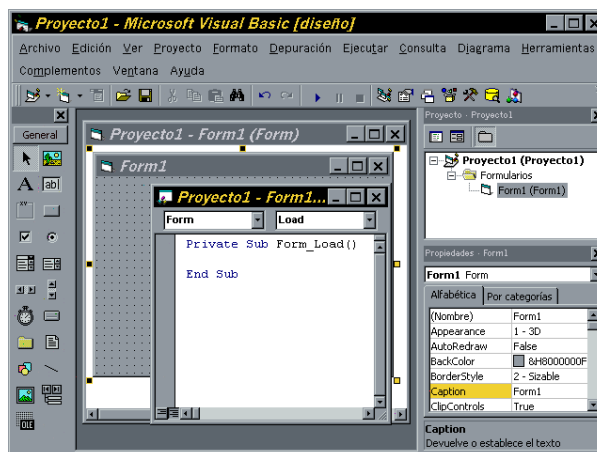 Proyecto1 - Microsoft Visual Basic [diseño]
Archivo Edición Ver Proyecto Formato Depuración Ejecutar Consulta Diagrama Herramientas
Complementos Ventana Ayuda
General
A
ab|
XY
OLE
Proyecto1 - Form1 (Form)
Form1
Proyecto1 - Form1...
Form Load
Private Sub Form_Load()
End Sub
Proyecto - Proyecto1
Proyecto1 (Proyecto1)
Formularios
Form1 (Form1)
Propiedades - Form1
Form1 Form
Alfabética Por categorías
(Nombre) Form1
Appearance 1 - 3D
AutoRedraw False
BackColor &H8000000F
BorderStyle 2 - Sizable
Caption Form1
ClipControls True
Caption
Devuelve o establece el texto